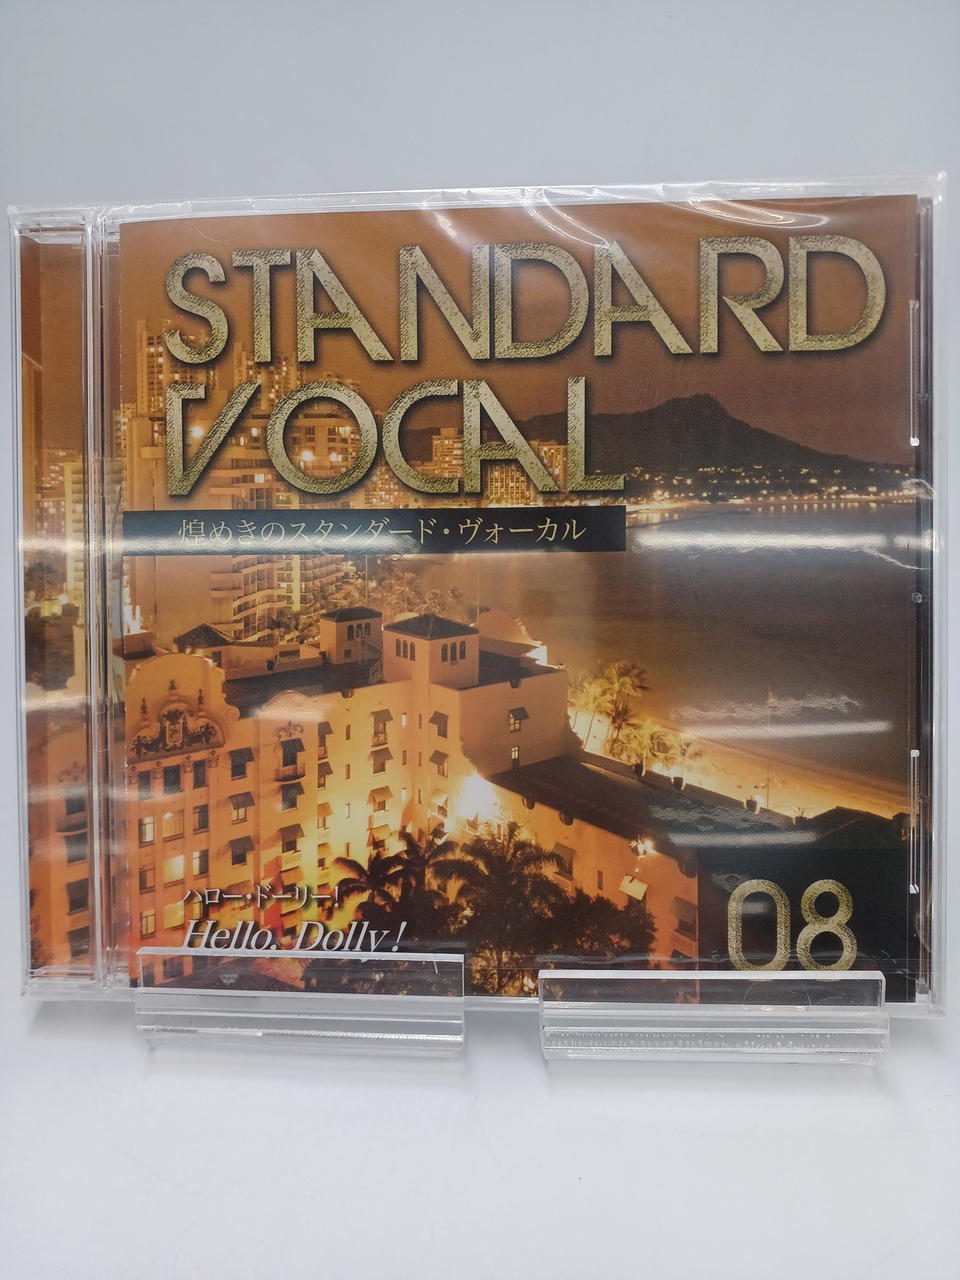 STANDARD
VOCAL
煌めきのスタンダード・ヴォーカル
ハロー・ドーリー!
Hello, Dolly!
08